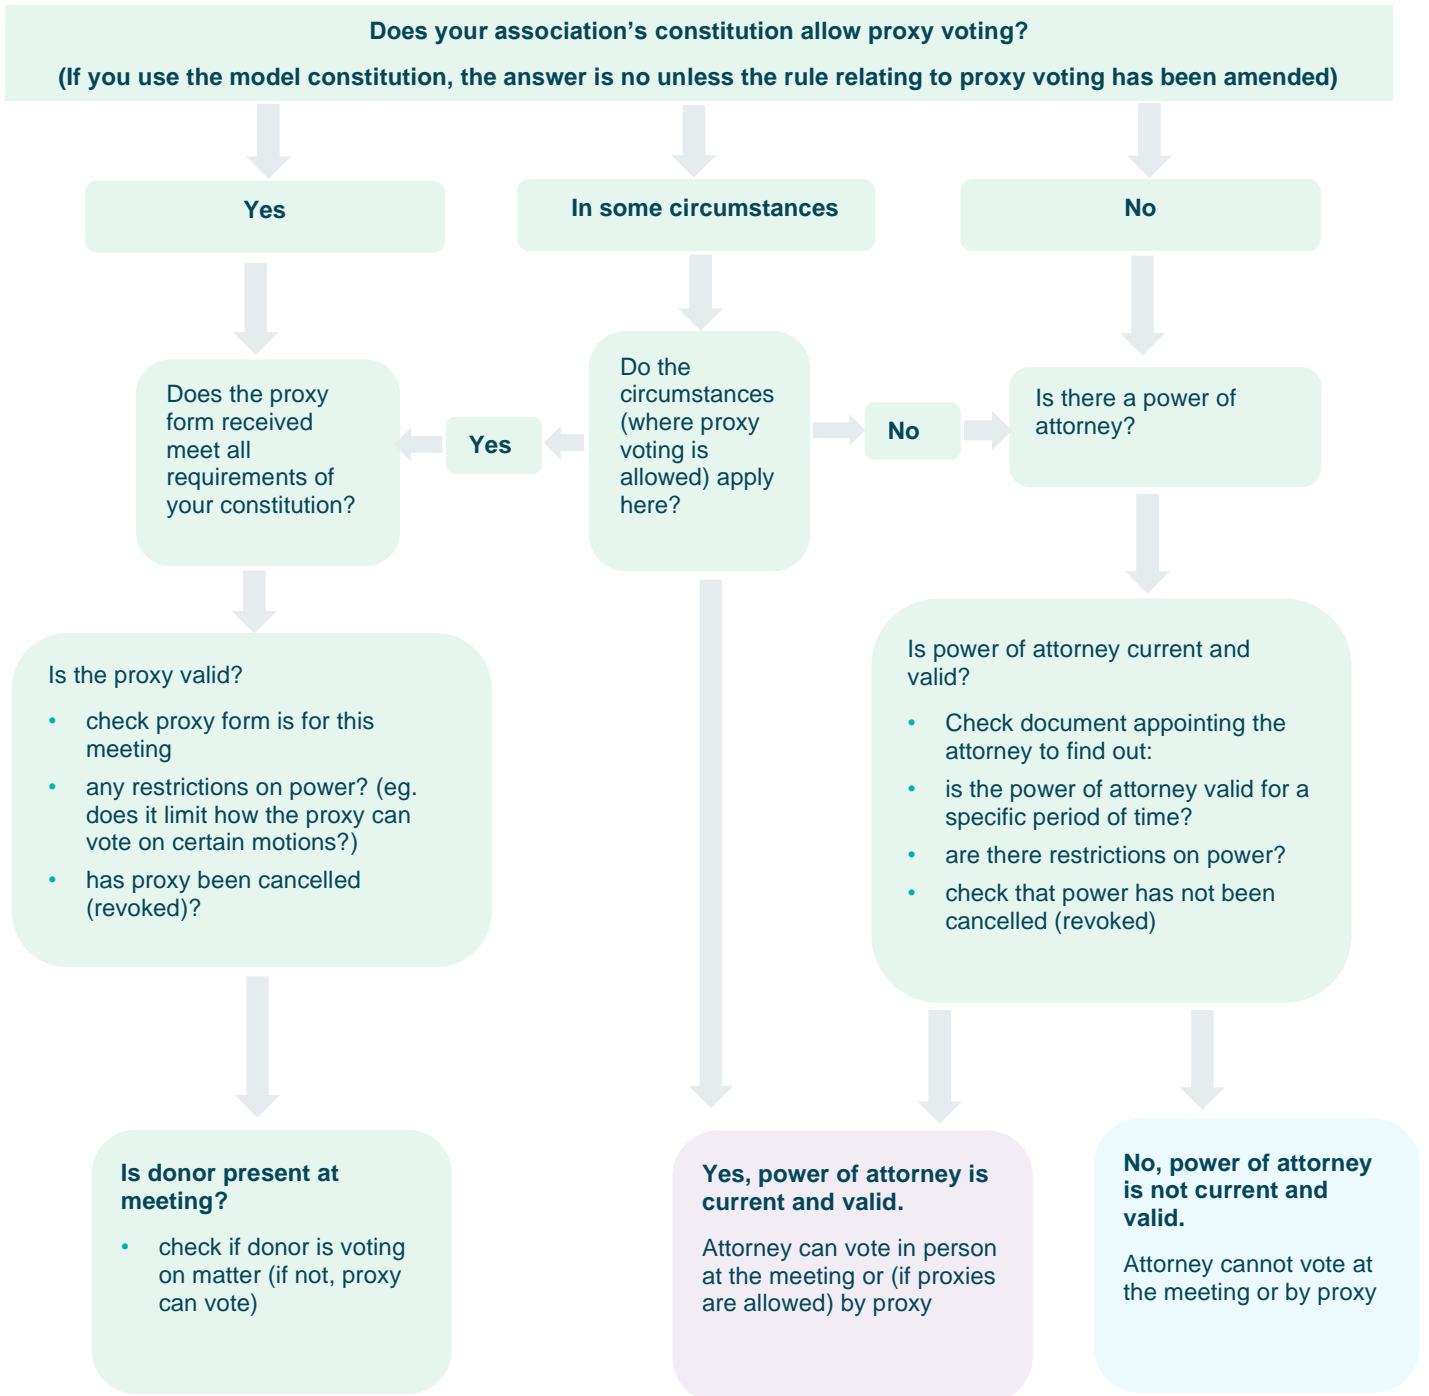 Does your association’s constitution allow proxy voting?
(If you use the model constitution, the answer is no unless the rule relating to proxy voting has been amended)
Yes
In some circumstances
No
Does the proxy
form received
meet all
requirements of
your constitution?
Yes
Do the
circumstances
(where proxy
voting is
allowed) apply
here?
No
Is there a power of
attorney?
Is the proxy valid?
• check proxy form is for this
meeting
• any restrictions on power? (eg.
does it limit how the proxy can
vote on certain motions?)
• has proxy been cancelled
(revoked)?
Is power of attorney current and
valid?
• Check document appointing the
attorney to find out:
• is the power of attorney valid for a
specific period of time?
• are there restrictions on power?
• check that power has not been
cancelled (revoked)
Is donor present at
meeting?
• check if donor is voting
on matter (if not, proxy
can vote)
Yes, power of attorney is
current and valid.
Attorney can vote in person
at the meeting or (if proxies
are allowed) by proxy
No, power of attorney
is not current and
valid.
Attorney cannot vote at
the meeting or by proxy